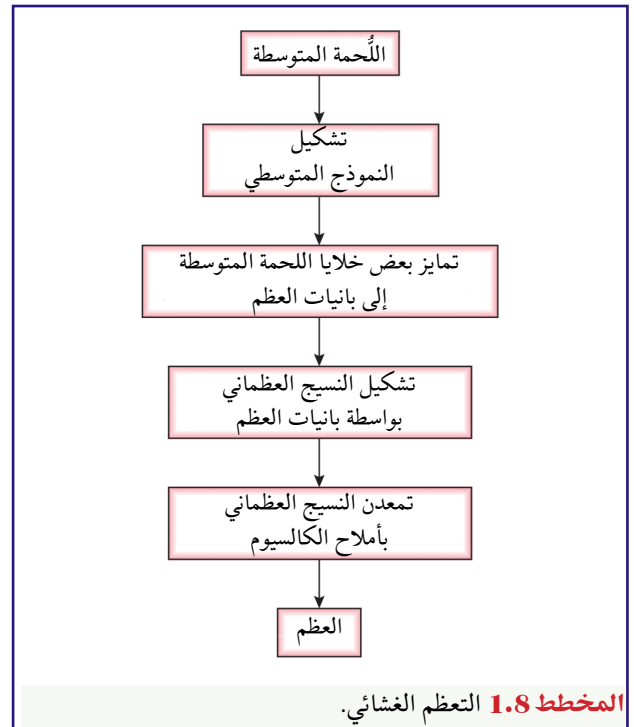 اللُّحمة المتوسطة
تشكيل
النموذج المتوسطي
تمايز بعض خلايا اللحمة المتوسطة
إلى بانيات العظم
تشكيل النسيج العظماني
بواسطة بانيات العظم
تمعدن النسيج العظماني
بأملاح الكالسيوم
العظم
المخطط 1.8 التعظم الغشائي.